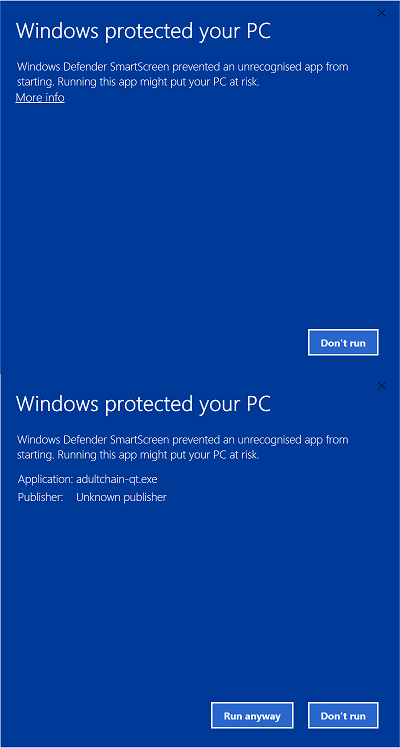 Windows protected your PC
Windows Defender SmartScreen prevented an unrecognised app from
starting. Running this app might put your PC at risk.
More info
Don't run
Windows protected your PC
Windows Defender SmartScreen prevented an unrecognised app from
starting. Running this app might put your PC at risk.
Application: adultchain-qt.exe
Publisher: Unknown publisher
Run anyway Don't run